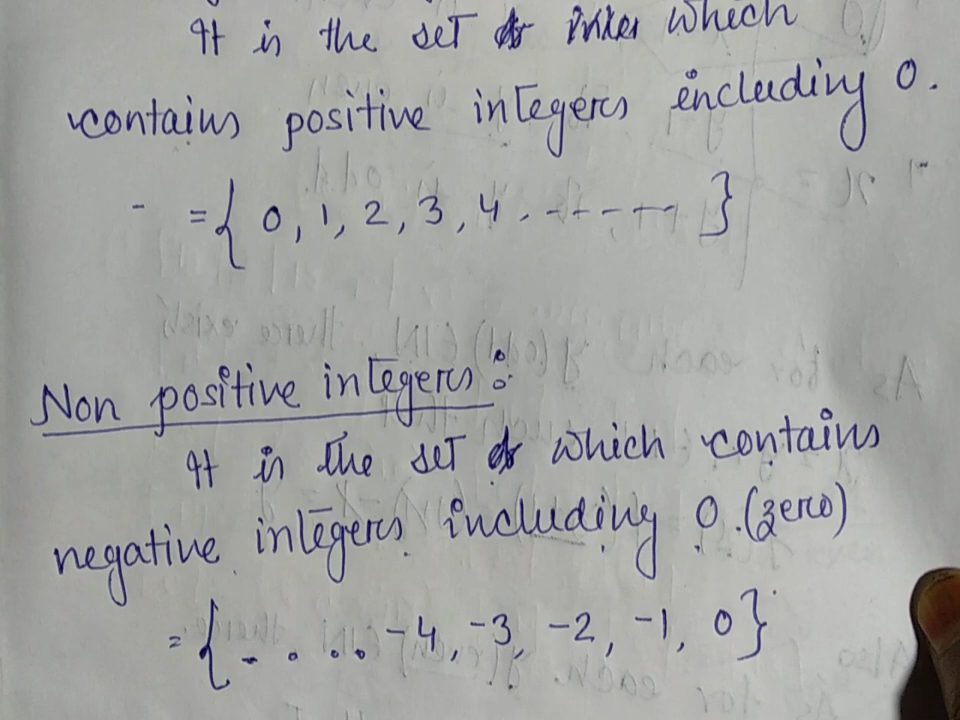 It is the set which
contains positive integers including 0.
- = { 0, 1, 2, 3, 4 . - - - - - }
Non positive integers :
It is the set which contains
negative integers including 0. (zero)
= { - . . . -4, -3, -2, -1, 0 }